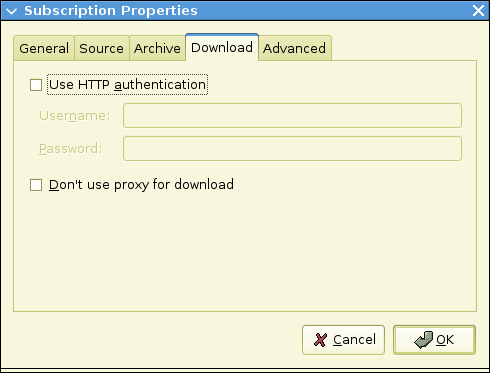 Subscription Properties
General Source Archive Download Advanced
Use HTTP authentication
Username:
Password:
Don't use proxy for download
Cancel OK